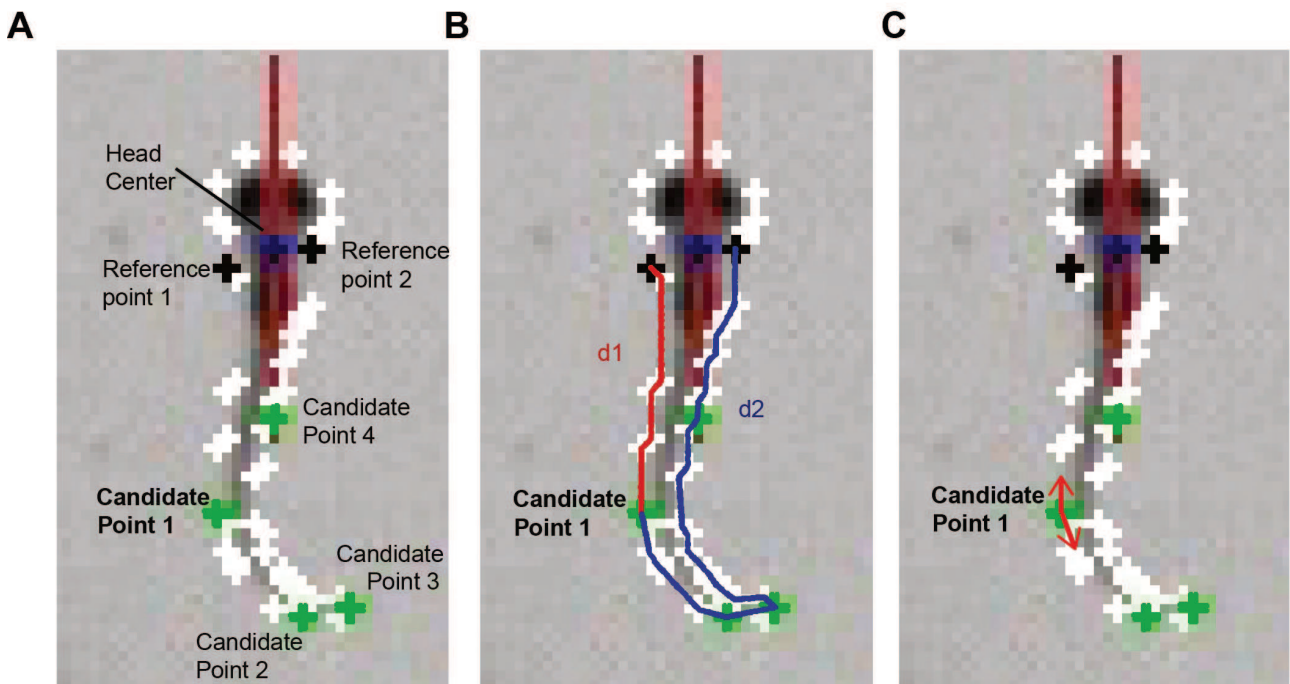 A
B
C
Head
Center
Reference
point 1
Reference
point 2
Candidate
Point 4
Candidate
Point 1
Candidate
Point 3
Candidate
Point 2
d1
d2
Candidate
Point 1
Candidate
Point 1